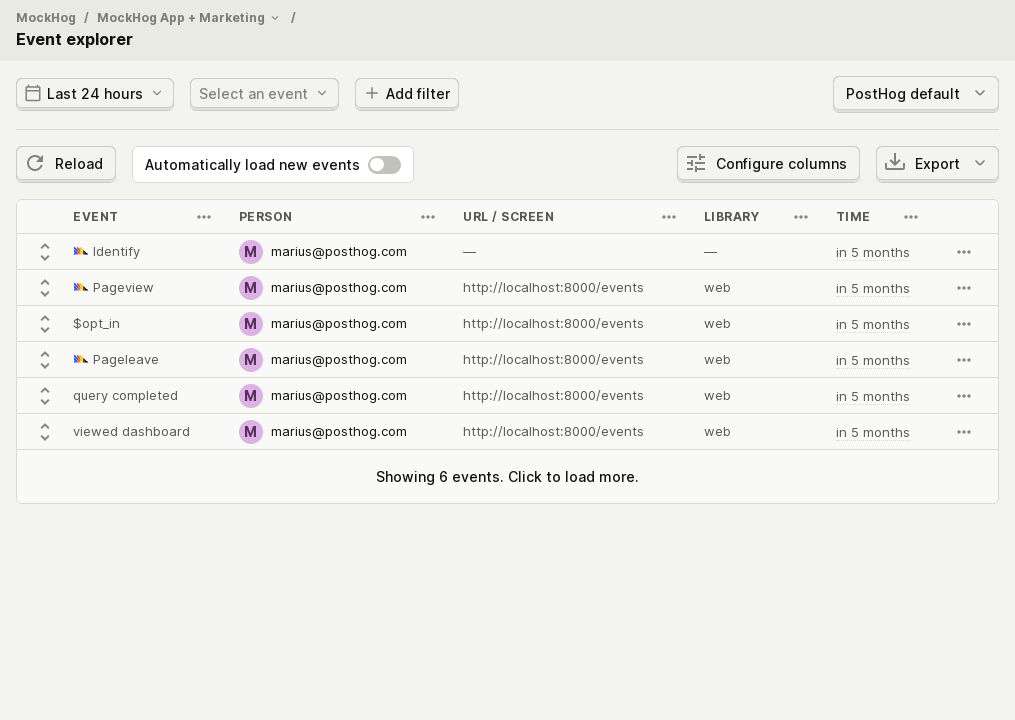 MockHog / MockHog App + Marketing /
Event explorer
Last 24 hours Select an event Add filter PostHog default
Reload Automatically load new events Configure columns Export
EVENT PERSON URL / SCREEN LIBRARY TIME
Identify M marius@posthog.com — — in 5 months
Pageview M marius@posthog.com http://localhost:8000/events web in 5 months
$opt_in M marius@posthog.com http://localhost:8000/events web in 5 months
Pageleave M marius@posthog.com http://localhost:8000/events web in 5 months
query completed M marius@posthog.com http://localhost:8000/events web in 5 months
viewed dashboard M marius@posthog.com http://localhost:8000/events web in 5 months
Showing 6 events. Click to load more.